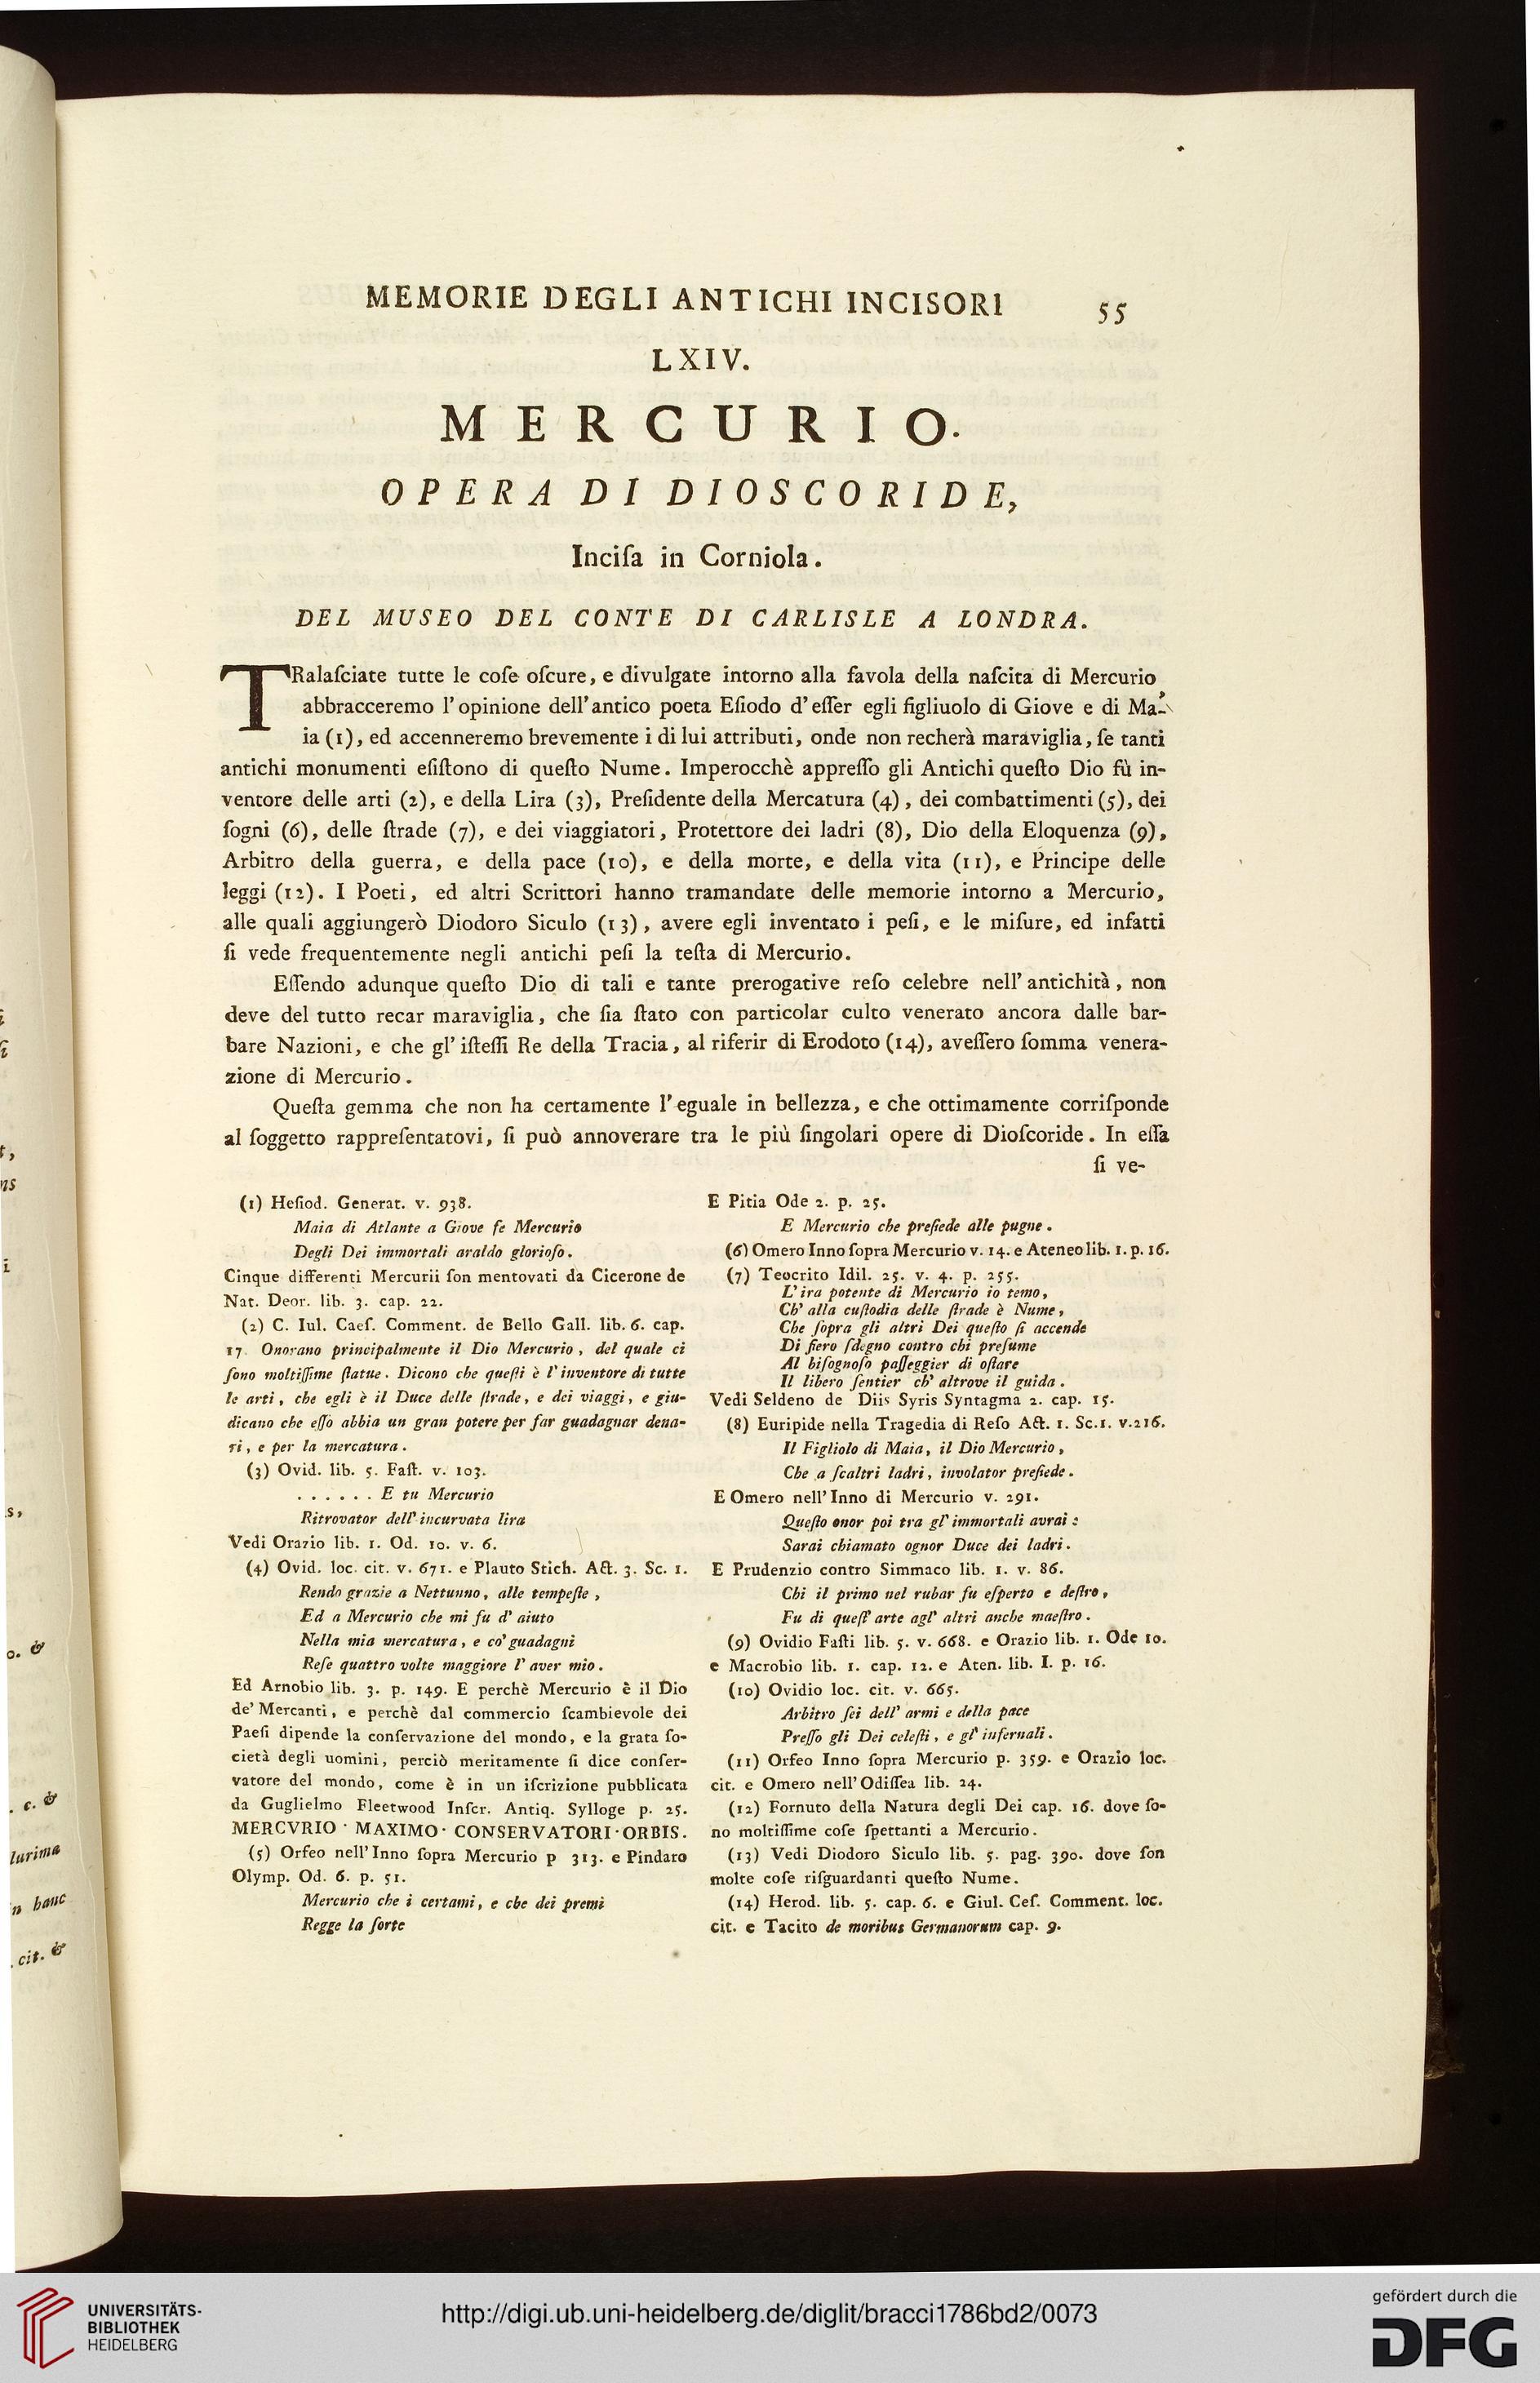 MEMORIE DEGLI ANTICHI INCISORI 55
LXIV.
MERCURIO.
OPERA DI DIOSCORIDE,
Inciſa in Corniola.
DEL MUSEO DEL CONTE DI CARLISLE A LONDRA.
TRalaſciate tutte le coſe oſcure, e divulgate intorno alla favola della naſcita di Mercurio,
abbracceremo l'opinione dell'antico poeta Eſiodo d'eſſer egli figliuolo di Giove e di Ma-
ia (1), ed accenneremo brevemente i di lui attributi, onde non recherà maraviglia, ſe tanti
antichi monumenti eſiſtono di queſto Nume. Imperocchè appreſſo gli Antichi queſto Dio fù in-
ventore delle arti (2), e della Lira (3), Preſidente della Mercatura (4), dei combattimenti (5), dei
ſogni (6), delle ſtrade (7), e dei viaggiatori, Protettore dei ladri (8), Dio della Eloquenza (9),
Arbitro della guerra, e della pace (10), e della morte, e della vita (11), e Principe delle
leggi (12). I Poeti, ed altri Scrittori hanno tramandate delle memorie intorno a Mercurio,
alle quali aggiungerò Diodoro Siculo (13), avere egli inventato i peſi, e le miſure, ed infatti
ſi vede frequentemente negli antichi peſi la teſta di Mercurio.
Eſſendo adunque queſto Dio di tali e tante prerogative reſo celebre nell'antichità, non
deve del tutto recar maraviglia, che ſia ſtato con particolar culto venerato ancora dalle bar-
bare Nazioni, e che gl'iſteſſi Re della Tracia, al riferir di Erodoto (14), aveſſero ſomma venera-
zione di Mercurio.
Queſta gemma che non ha certamente l'eguale in bellezza, e che ottimamente corriſponde
al ſoggetto rappreſentatovi, ſi può annoverare tra le più ſingolari opere di Dioſcoride. In eſſa
ſi ve-
(1) Heſiod. Generat. v. 938.
Maia di Atlante a Giove fe Mercurio
Degli Dei immortali araldo glorioſo.
Cinque differenti Mercurii ſon mentovati da Cicerone de
Nat. Deor. lib. 3. cap. 22.
(2) C. Iul. Caeſ. Comment. de Bello Gall. lib. 6. cap.
17. Onorano principalmente il Dio Mercurio, del quale ci
ſono moltiſſime ſtatue. Dicono che queſti è l'inventore di tutte
le arti, che egli è il Duce delle ſtrade, e dei viaggi, e giu-
dicano che eſſo abbia un gran potere per far guadagnar dena-
ri, e per la mercatura.
(3) Ovid. lib. 5. Faſt. v. 103.
. . . . . . E tu Mercurio
Ritrovator dell'incurvata lira
Vedi Orazio lib. 1. Od. 10. v. 6.
(4) Ovid. loc. cit. v. 671. e Plauto Stich. Act. 3. Sc. 1.
Rendo grazie a Nettunno, alle tempeſte,
Ed a Mercurio che mi fu d'aiuto
Nella mia mercatura, e co'guadagni
Reſe quattro volte maggiore l'aver mio.
Ed Arnobio lib. 3. p. 149. E perchè Mercurio è il Dio
de'Mercanti, e perchè dal commercio ſcambievole dei
Paeſi dipende la conſervazione del mondo, e la grata ſo-
cietà degli uomini, perciò meritamente ſi dice conſer-
vatore del mondo, come è in un iſcrizione pubblicata
da Guglielmo Fleetwood Inſcr. Antiq. Sylloge p. 25.
MERCVRIO · MAXIMO · CONSERVATORI · ORBIS.
(5) Orfeo nell'Inno ſopra Mercurio p 313. e Pindaro
Olymp. Od. 6. p. 51.
Mercurio che i certami, e che dei premi
Regge la ſorte
E Pitia Ode 2. p. 25.
E Mercurio che preſiede alle pugne.
(6) Omero Inno ſopra Mercurio v. 14. e Ateneo lib. 1. p. 16.
(7) Teocrito Idil. 25. v. 4. p. 255.
L'ira potente di Mercurio io temo,
Ch'alla cuſtodia delle ſtrade è Nume,
Che ſopra gli altri Dei queſto ſi accende
Di fiero ſdegno contro chi preſume
Al biſognoſo paſſeggier di oſtare
Il libero ſentier ch'altrove il guida.
Vedi Seldeno de Diis Syris Syntagma 2. cap. 15.
(8) Euripide nella Tragedia di Reſo Act. 1. Sc.1. v.216.
Il Figliolo di Maia, il Dio Mercurio,
Che a ſcaltri ladri, involator preſiede.
E Omero nell'Inno di Mercurio v. 291.
Queſto onor poi tra gl'immortali avrai:
Sarai chiamato ognor Duce dei ladri.
E Prudenzio contro Simmaco lib. 1. v. 86.
Chi il primo nel rubar fu eſperto e deſtro,
Fu di queſt'arte agl'altri anche maeſtro.
(9) Ovidio Faſti lib. 5. v. 668. e Orazio lib. 1. Ode 10.
e Macrobio lib. 1. cap. 12. e Aten. lib. I. p. 16.
(10) Ovidio loc. cit. v. 665.
Arbitro ſei dell'armi e della pace
Preſſo gli Dei celeſti, e gl'infernali.
(11) Orfeo Inno ſopra Mercurio p. 359. e Orazio loc.
cit. e Omero nell'Odiſſea lib. 24.
(12) Fornuto della Natura degli Dei cap. 16. dove ſo-
no moltiſſime coſe ſpettanti a Mercurio.
(13) Vedi Diodoro Siculo lib. 5. pag. 390. dove ſon
molte coſe riſguardanti queſto Nume.
(14) Herod. lib. 5. cap. 6. e Giul. Ceſ. Comment. loc.
cit. e Tacito de moribus Germanorum cap. 9.
UNIVERSITÄTS-
BIBLIOTHEK
HEIDELBERG
http://digi.ub.uni-heidelberg.de/diglit/bracci1786bd2/0073
gefördert durch die
DFG